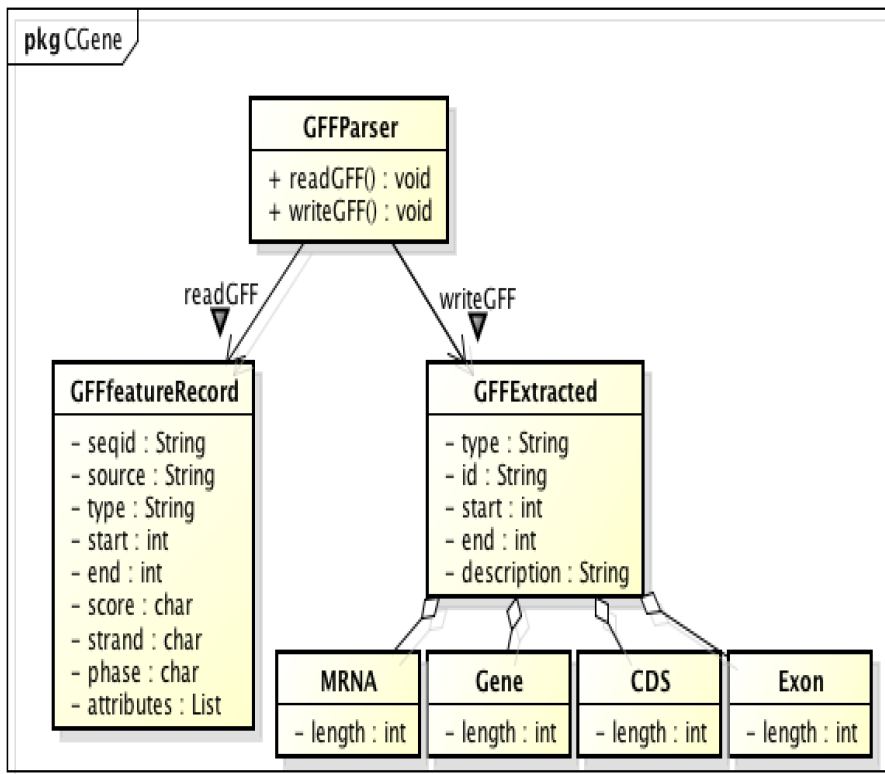 pkg CGene
GFFParser
+ readGFF() : void
+ writeGFF() : void
readGFF
writeGFF
GFFfeatureRecord
- seqid : String
- source : String
- type : String
- start : int
- end : int
- score : char
- strand : char
- phase : char
- attributes : List
GFFExtracted
- type : String
- id : String
- start : int
- end : int
- description : String
MRNA
- length : int
Gene
- length : int
CDS
- length : int
Exon
- length : int